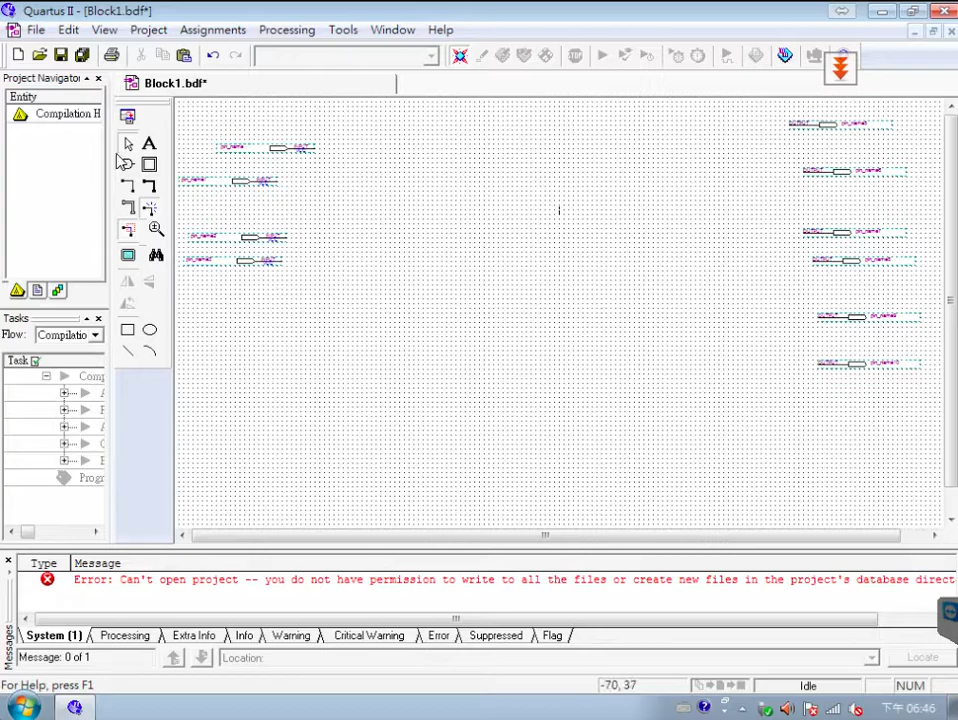 Quartus II - [Block1.bdf*]
File Edit View Project Assignments Processing Tools Window Help
Project Navigator
Block1.bdf*
Entity
Compilation H
A
Tasks
Flow: Compilatio
Task
Comp
Progr
Type Message
Error: Can't open project -- you do not have permission to write to all the files or create new files in the project's database direct
System (1) Processing Extra Info Info Warning Critical Warning Error Suppressed Flag
Messages
Message: 0 of 1
Location:
Locate
For Help, press F1
-70, 37
Idle
NUM
下午 06:46